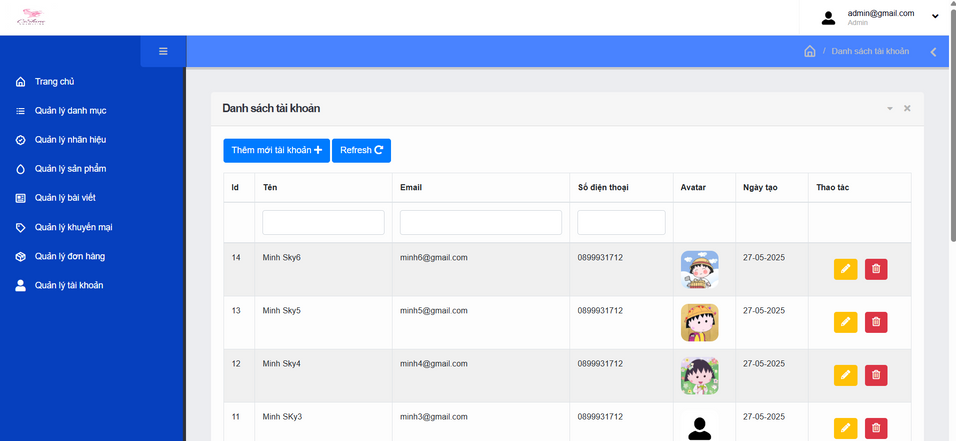 admin@gmail.com
Admin
/ Danh sách tài khoản
Trang chủ
Quản lý danh mục
Quản lý nhãn hiệu
Quản lý sản phẩm
Quản lý bài viết
Quản lý khuyến mại
Quản lý đơn hàng
Quản lý tài khoản
Danh sách tài khoản
Thêm mới tài khoản
Refresh
Id Tên Email Số điện thoại Avatar Ngày tạo Thao tác
14 Minh Sky6 minh6@gmail.com 0899931712 27-05-2025
13 Minh Sky5 minh5@gmail.com 0899931712 27-05-2025
12 Minh Sky4 minh4@gmail.com 0899931712 27-05-2025
11 Minh SKy3 minh3@gmail.com 0899931712 27-05-2025